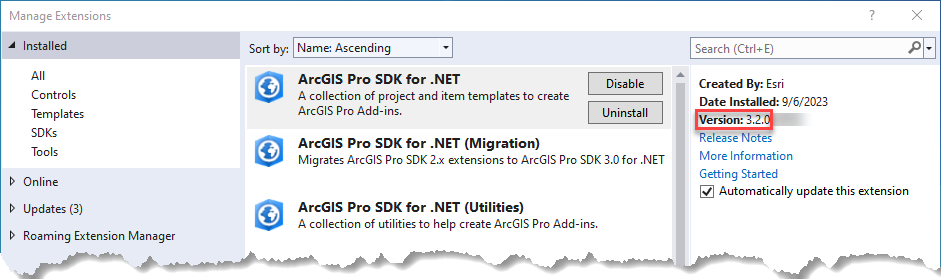 Manage Extensions
? ×
Installed
All
Controls
Templates
SDKs
Tools
Online
Updates (3)
Roaming Extension Manager
Sort by: Name: Ascending
ArcGIS Pro SDK for .NET
A collection of project and item templates to create
ArcGIS Pro Add-ins.
Disable
Uninstall
ArcGIS Pro SDK for .NET (Migration)
Migrates ArcGIS Pro SDK 2.x extensions to ArcGIS Pro SDK 3.0 for .NET
ArcGIS Pro SDK for .NET (Utilities)
A collection of utilities to help create ArcGIS Pro Add-ins.
Search (Ctrl+E)
Created By: Esri
Date Installed: 9/6/2023
Version: 3.2.0
Release Notes
More Information
Getting Started
Automatically update this extension